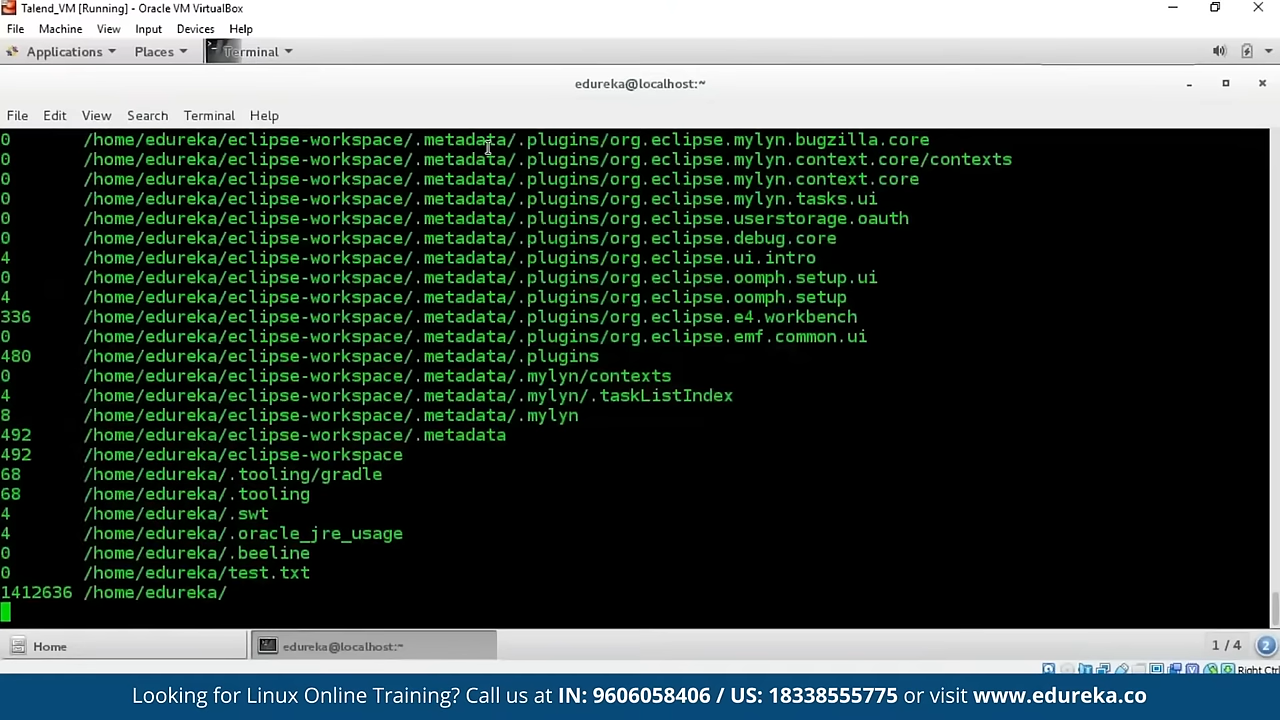 Talend_VM [Running] - Oracle VM VirtualBox
File Machine View Input Devices Help
Applications Places Terminal
edureka@localhost:~
File Edit View Search Terminal Help
0 /home/edureka/eclipse-workspace/.metadata/.plugins/org.eclipse.mylyn.bugzilla.core
0 /home/edureka/eclipse-workspace/.metadata/.plugins/org.eclipse.mylyn.context.core/contexts
0 /home/edureka/eclipse-workspace/.metadata/.plugins/org.eclipse.mylyn.context.core
0 /home/edureka/eclipse-workspace/.metadata/.plugins/org.eclipse.mylyn.tasks.ui
0 /home/edureka/eclipse-workspace/.metadata/.plugins/org.eclipse.userstorage.oauth
0 /home/edureka/eclipse-workspace/.metadata/.plugins/org.eclipse.debug.core
4 /home/edureka/eclipse-workspace/.metadata/.plugins/org.eclipse.ui.intro
0 /home/edureka/eclipse-workspace/.metadata/.plugins/org.eclipse.oomph.setup.ui
4 /home/edureka/eclipse-workspace/.metadata/.plugins/org.eclipse.oomph.setup
336 /home/edureka/eclipse-workspace/.metadata/.plugins/org.eclipse.e4.workbench
0 /home/edureka/eclipse-workspace/.metadata/.plugins/org.eclipse.emf.common.ui
480 /home/edureka/eclipse-workspace/.metadata/.plugins
0 /home/edureka/eclipse-workspace/.metadata/.mylyn/contexts
4 /home/edureka/eclipse-workspace/.metadata/.mylyn/.taskListIndex
8 /home/edureka/eclipse-workspace/.metadata/.mylyn
492 /home/edureka/eclipse-workspace/.metadata
492 /home/edureka/eclipse-workspace
68 /home/edureka/.tooling/gradle
68 /home/edureka/.tooling
4 /home/edureka/.swt
4 /home/edureka/.oracle_jre_usage
0 /home/edureka/.beeline
0 /home/edureka/test.txt
1412636 /home/edureka/
Home edureka@localhost:~ 1 / 4 2
Right Ctrl
Looking for Linux Online Training? Call us at IN: 9606058406 / US: 18338555775 or visit www.edureka.co